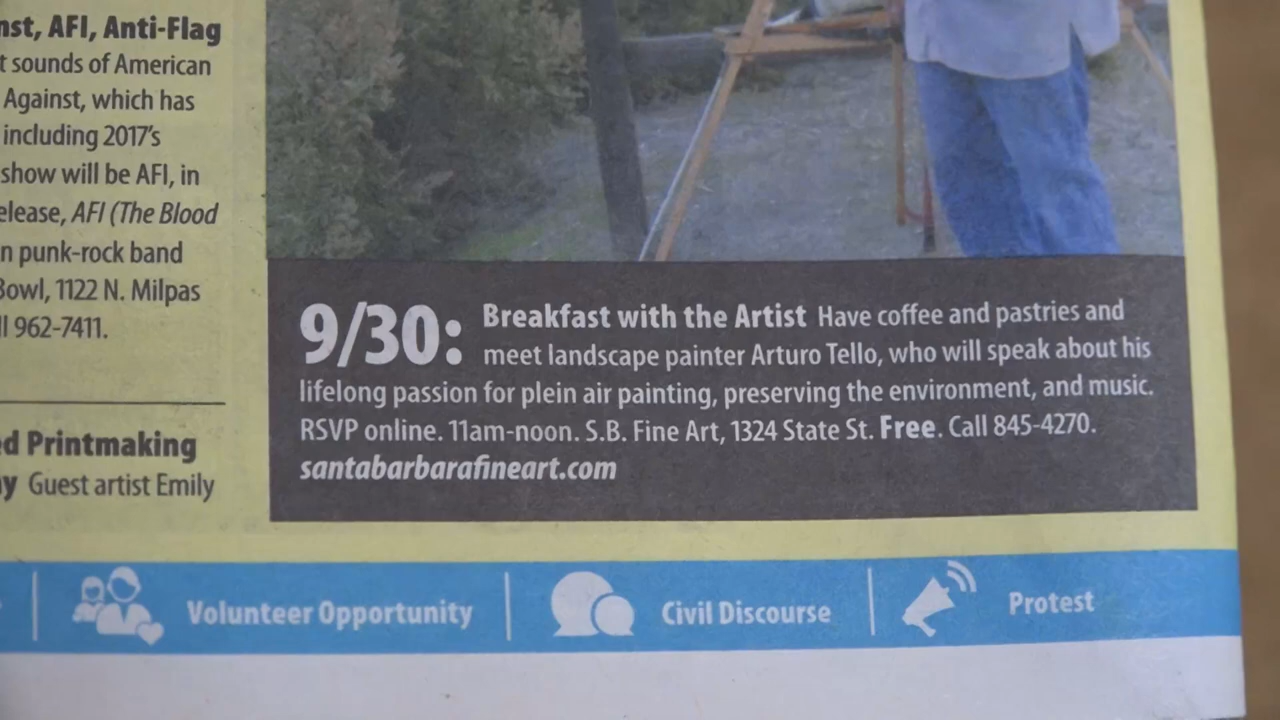 nst, AFI, Anti-Flag
t sounds of American
Against, which has
including 2017's
show will be AFI, in
elease, AFI (The Blood
n punk-rock band
Bowl, 1122 N. Milpas
ll 962-7411.
ed Printmaking
y Guest artist Emily
9/30: Breakfast with the Artist Have coffee and pastries and
meet landscape painter Arturo Tello, who will speak about his
lifelong passion for plein air painting, preserving the environment, and music.
RSVP online. 11am-noon. S.B. Fine Art, 1324 State St. Free. Call 845-4270.
santabarbarafineart.com
Volunteer Opportunity
Civil Discourse
Protest